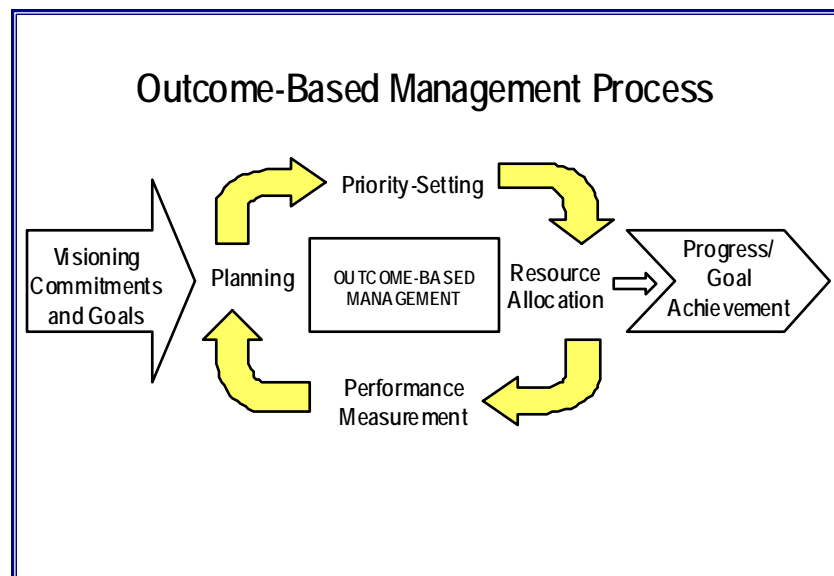 Outcome-Based Management Process
Priority-Setting
Visioning
Commitments
and Goals
Planning
OUTCOME-BASED
MANAGEMENT
Resource
Allocation
Progress/
Goal
Achievement
Performance
Measurement